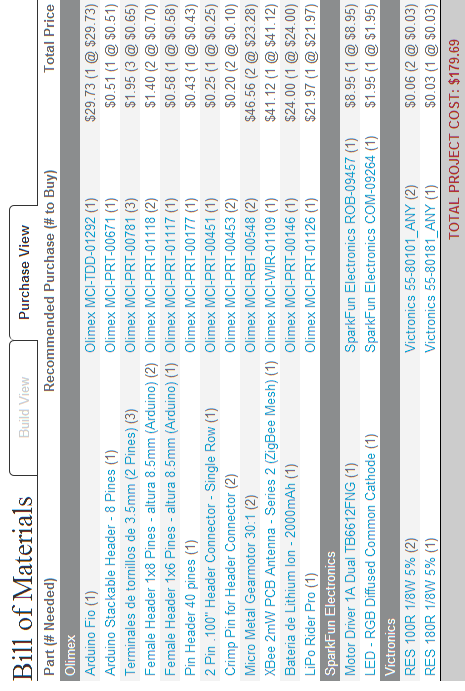 Bill of Materials
Build View
Purchase View
Part (# Needed) Recommended Purchase (# to Buy) Total Price
Olimex
Arduino Fio (1) Olimex MCI-TDD-01292 (1) $29.73 (1 @ $29.73)
Arduino Stackable Header - 8 Pines (1) Olimex MCI-PRT-00671 (1) $0.51 (1 @ $0.51)
Terminales de tornillos de 3.5mm (2 Pines) (3) Olimex MCI-PRT-00781 (3) $1.95 (3 @ $0.65)
Female Header 1x8 Pines - altura 8.5mm (Arduino) (2) Olimex MCI-PRT-01118 (2) $1.40 (2 @ $0.70)
Female Header 1x6 Pines - altura 8.5mm (Arduino) (1) Olimex MCI-PRT-01117 (1) $0.58 (1 @ $0.58)
Pin Header 40 pines (1) Olimex MCI-PRT-00177 (1) $0.43 (1 @ $0.43)
2 Pin .100" Header Connector - Single Row (1) Olimex MCI-PRT-00451 (1) $0.25 (1 @ $0.25)
Crimp Pin for Header Connector (2) Olimex MCI-PRT-00453 (2) $0.20 (2 @ $0.10)
Micro Metal Gearmotor 30:1 (2) Olimex MCI-RBT-00548 (2) $46.56 (2 @ $23.28)
XBee 2mW PCB Antenna - Series 2 (ZigBee Mesh) (1) Olimex MCI-WIR-01109 (1) $41.12 (1 @ $41.12)
Bateria de Lithium Ion - 2000mAh (1) Olimex MCI-PRT-00146 (1) $24.00 (1 @ $24.00)
LiPo Rider Pro (1) Olimex MCI-PRT-01126 (1) $21.97 (1 @ $21.97)
SparkFun Electronics
Motor Driver 1A Dual TB6612FNG (1) SparkFun Electronics ROB-09457 (1) $8.95 (1 @ $8.95)
LED - RGB Diffused Common Cathode (1) SparkFun Electronics COM-09264 (1) $1.95 (1 @ $1.95)
Victronics
RES 100R 1/8W 5% (2) Victronics 55-80101_ANY (2) $0.06 (2 @ $0.03)
RES 180R 1/8W 5% (1) Victronics 55-80181_ANY (1) $0.03 (1 @ $0.03)
TOTAL PROJECT COST: $179.69